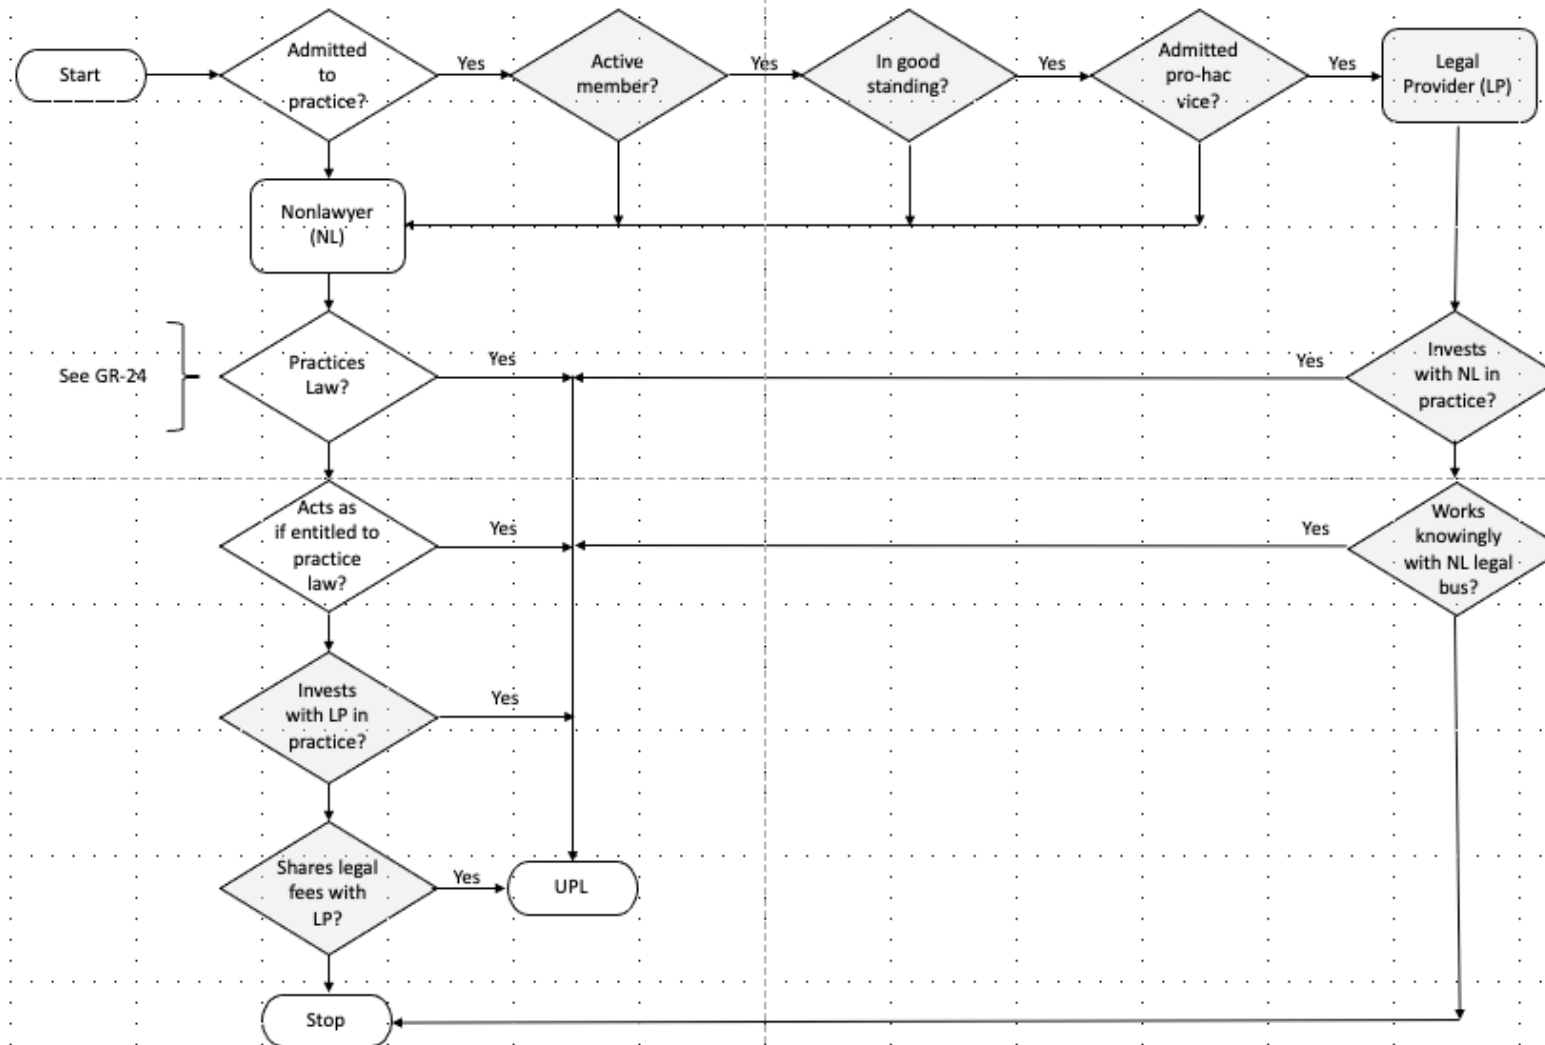 Start
Admitted
to
practice?
Yes
Active
member?
Yes
In good
standing?
Yes
Admitted
pro-hac
vice?
Yes
Legal
Provider (LP)
Nonlawyer
(NL)
See GR-24
Practices
Law?
Yes
Yes
Invests
with NL in
practice?
Acts as
if entitled to
practice
law?
Yes
Yes
Works
knowingly
with NL legal
bus?
Invests
with LP in
practice?
Yes
Shares legal
fees with
LP?
Yes
UPL
Stop